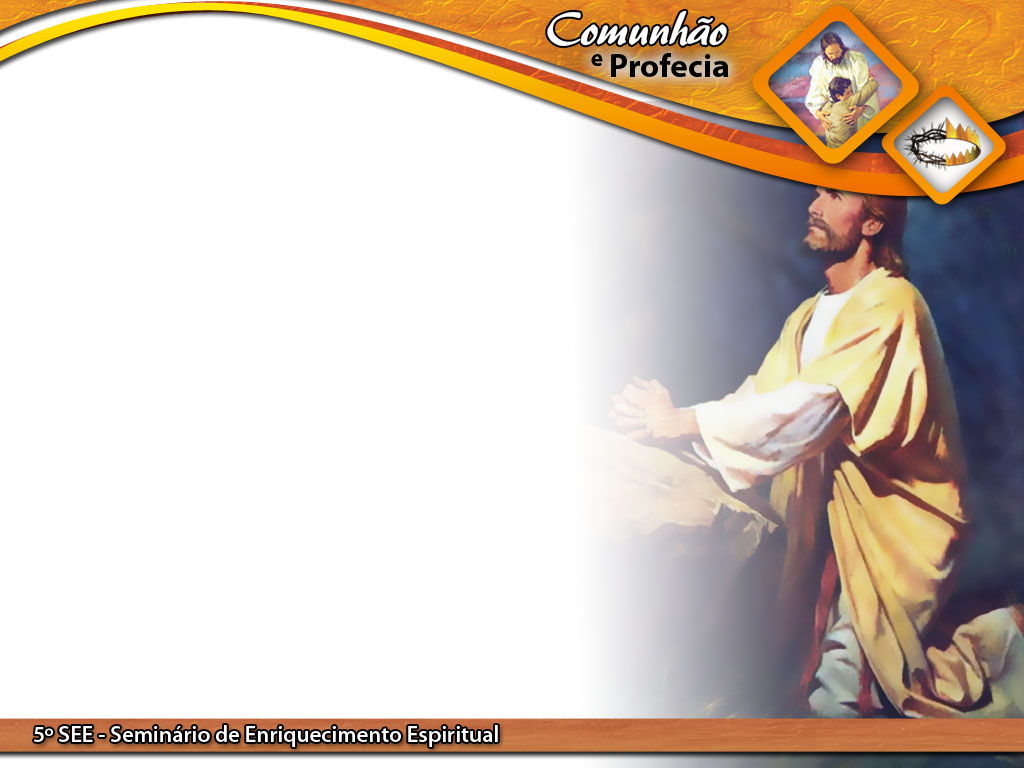 Comunhão
e Profecia
5º SEE - Seminário de Enriquecimento Espiritual